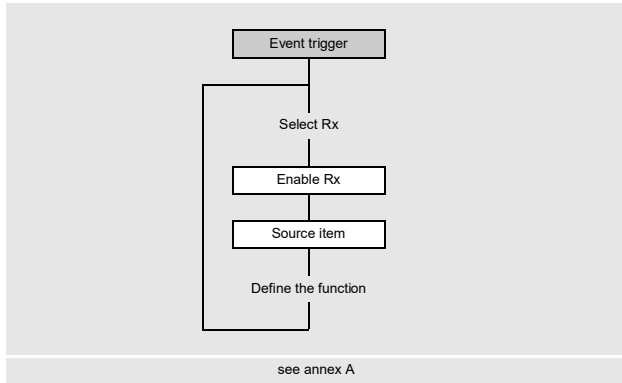 Event trigger
Select Rx
Enable Rx
Source item
Define the function
see annex A